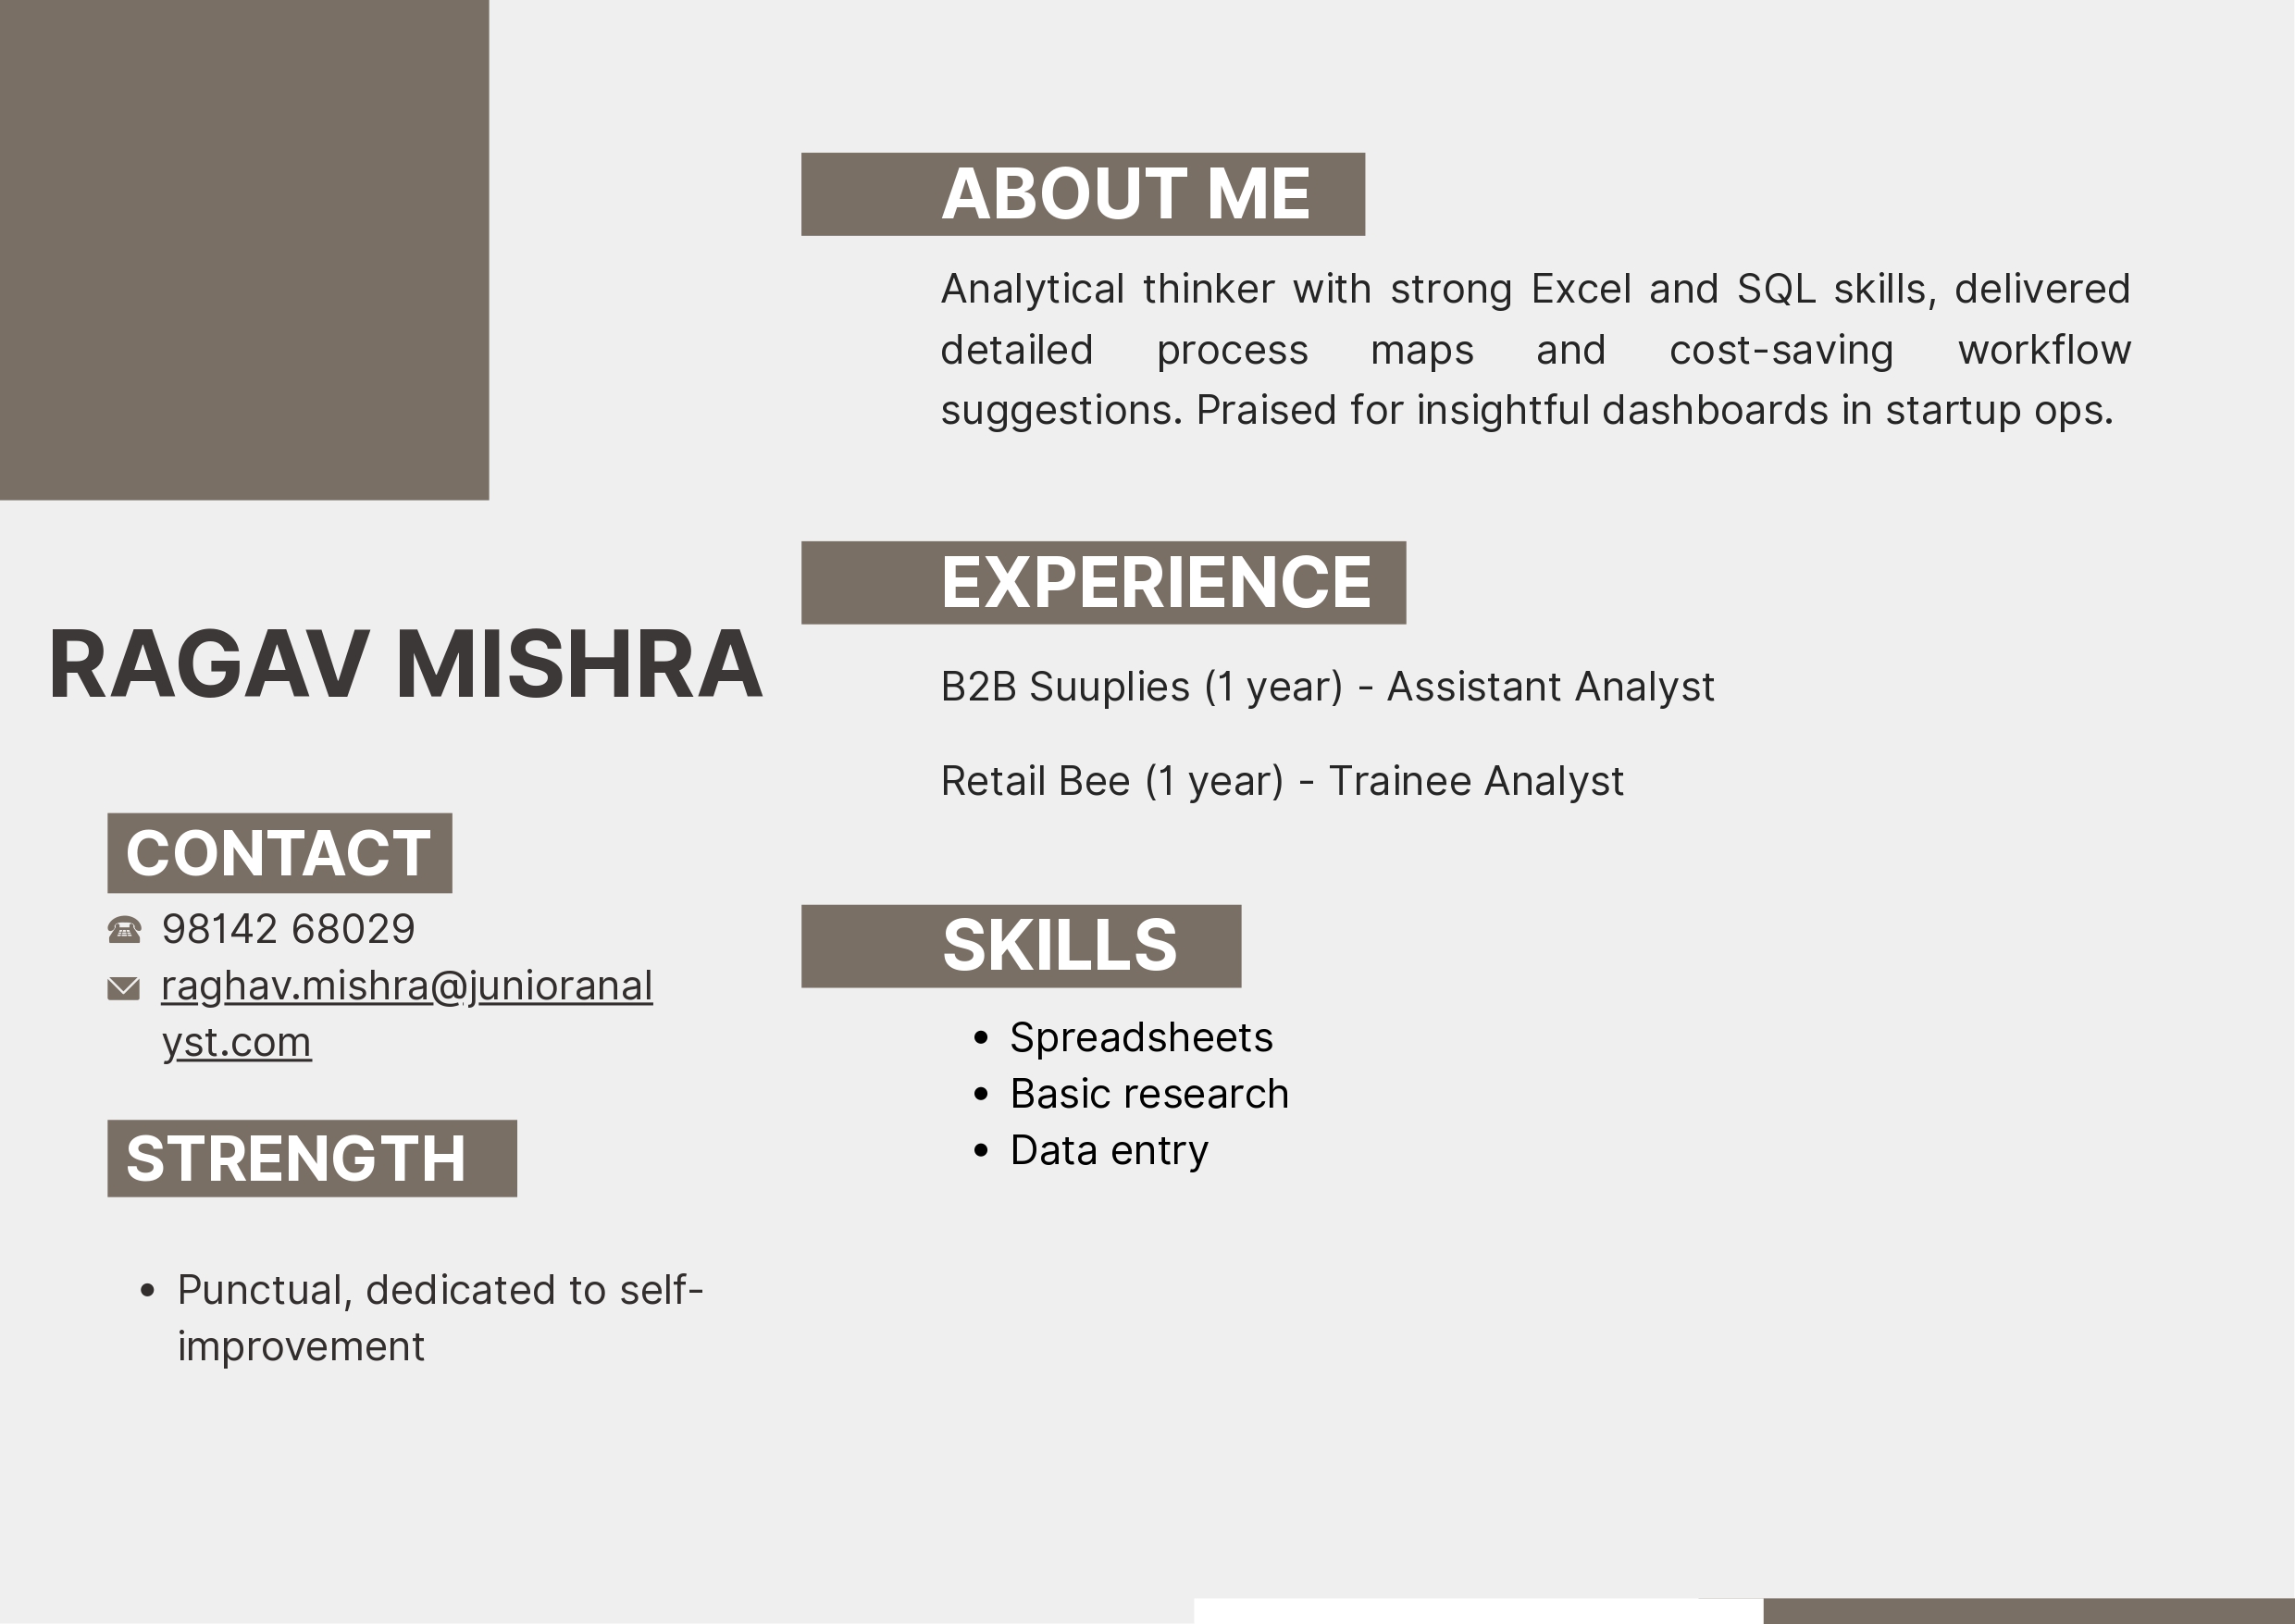 RAGAV MISHRA
CONTACT
98142 68029
raghav.mishra@junioranal
yst.com
STRENGTH
• Punctual, dedicated to self-
improvement
ABOUT ME
Analytical thinker with strong Excel and SQL skills, delivered
detailed process maps and cost-saving workflow
suggestions. Praised for insightful dashboards in startup ops.
EXPERIENCE
B2B Suuplies (1 year) - Assistant Analyst
Retail Bee (1 year) - Trainee Analyst
SKILLS
• Spreadsheets
• Basic research
• Data entry